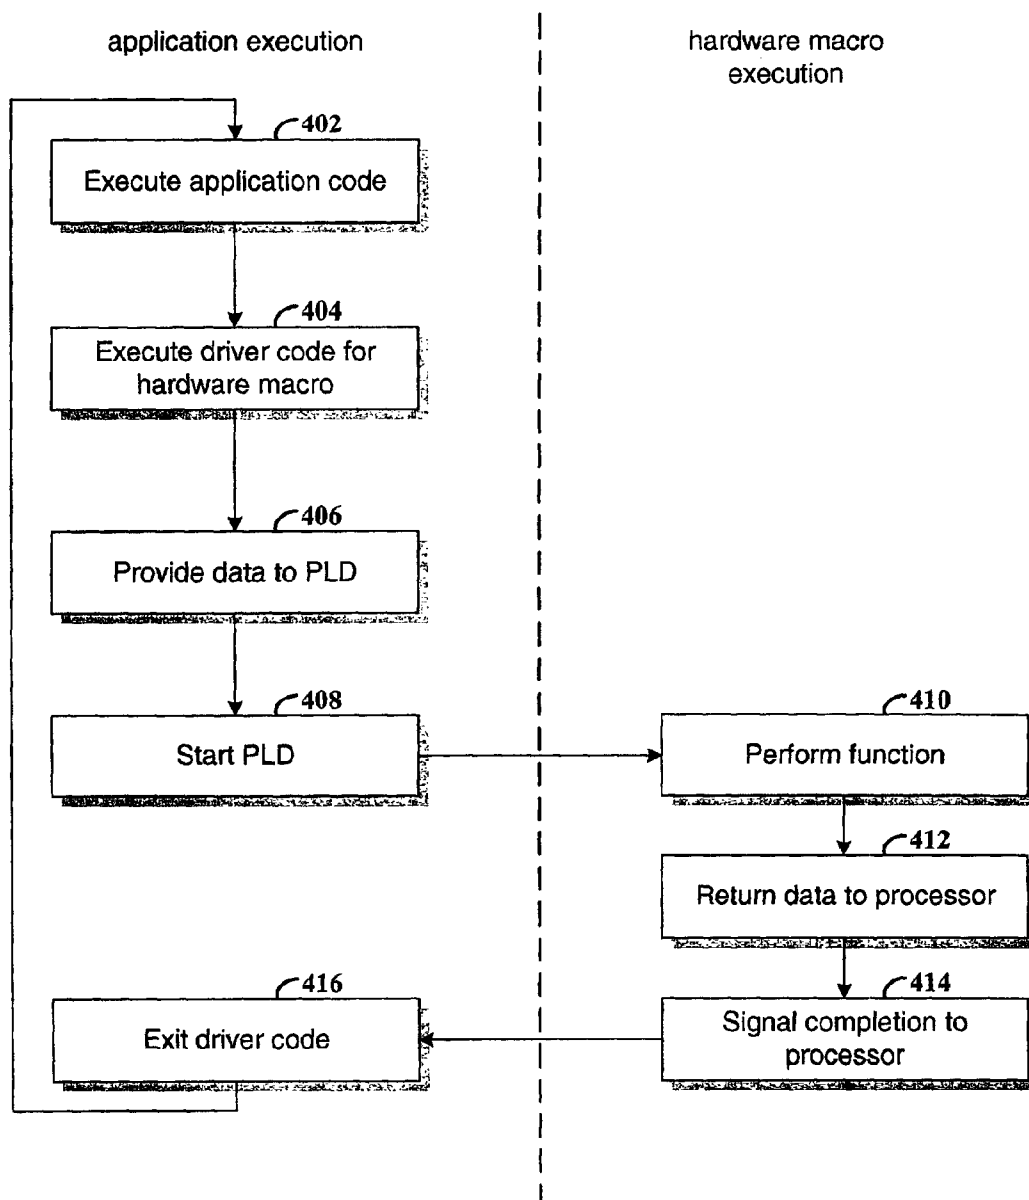 application execution
hardware macro
execution
402
Execute application code
404
Execute driver code for
hardware macro
406
Provide data to PLD
408
Start PLD
410
Perform function
412
Return data to processor
414
Signal completion to
processor
416
Exit driver code